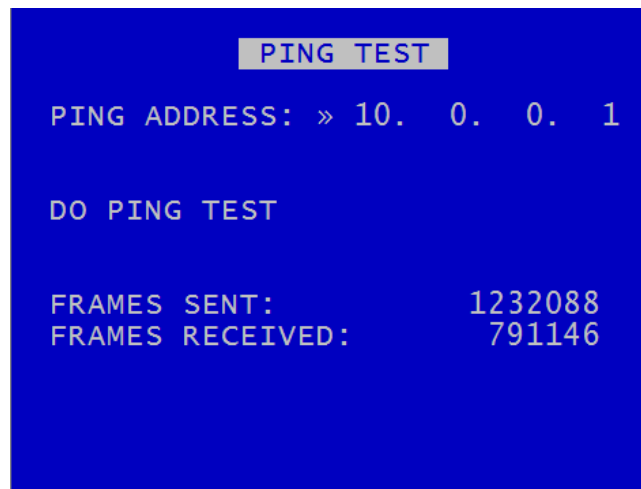 PING TEST
PING ADDRESS: » 10. 0. 0. 1
DO PING TEST
FRAMES SENT: 1232088
FRAMES RECEIVED: 791146